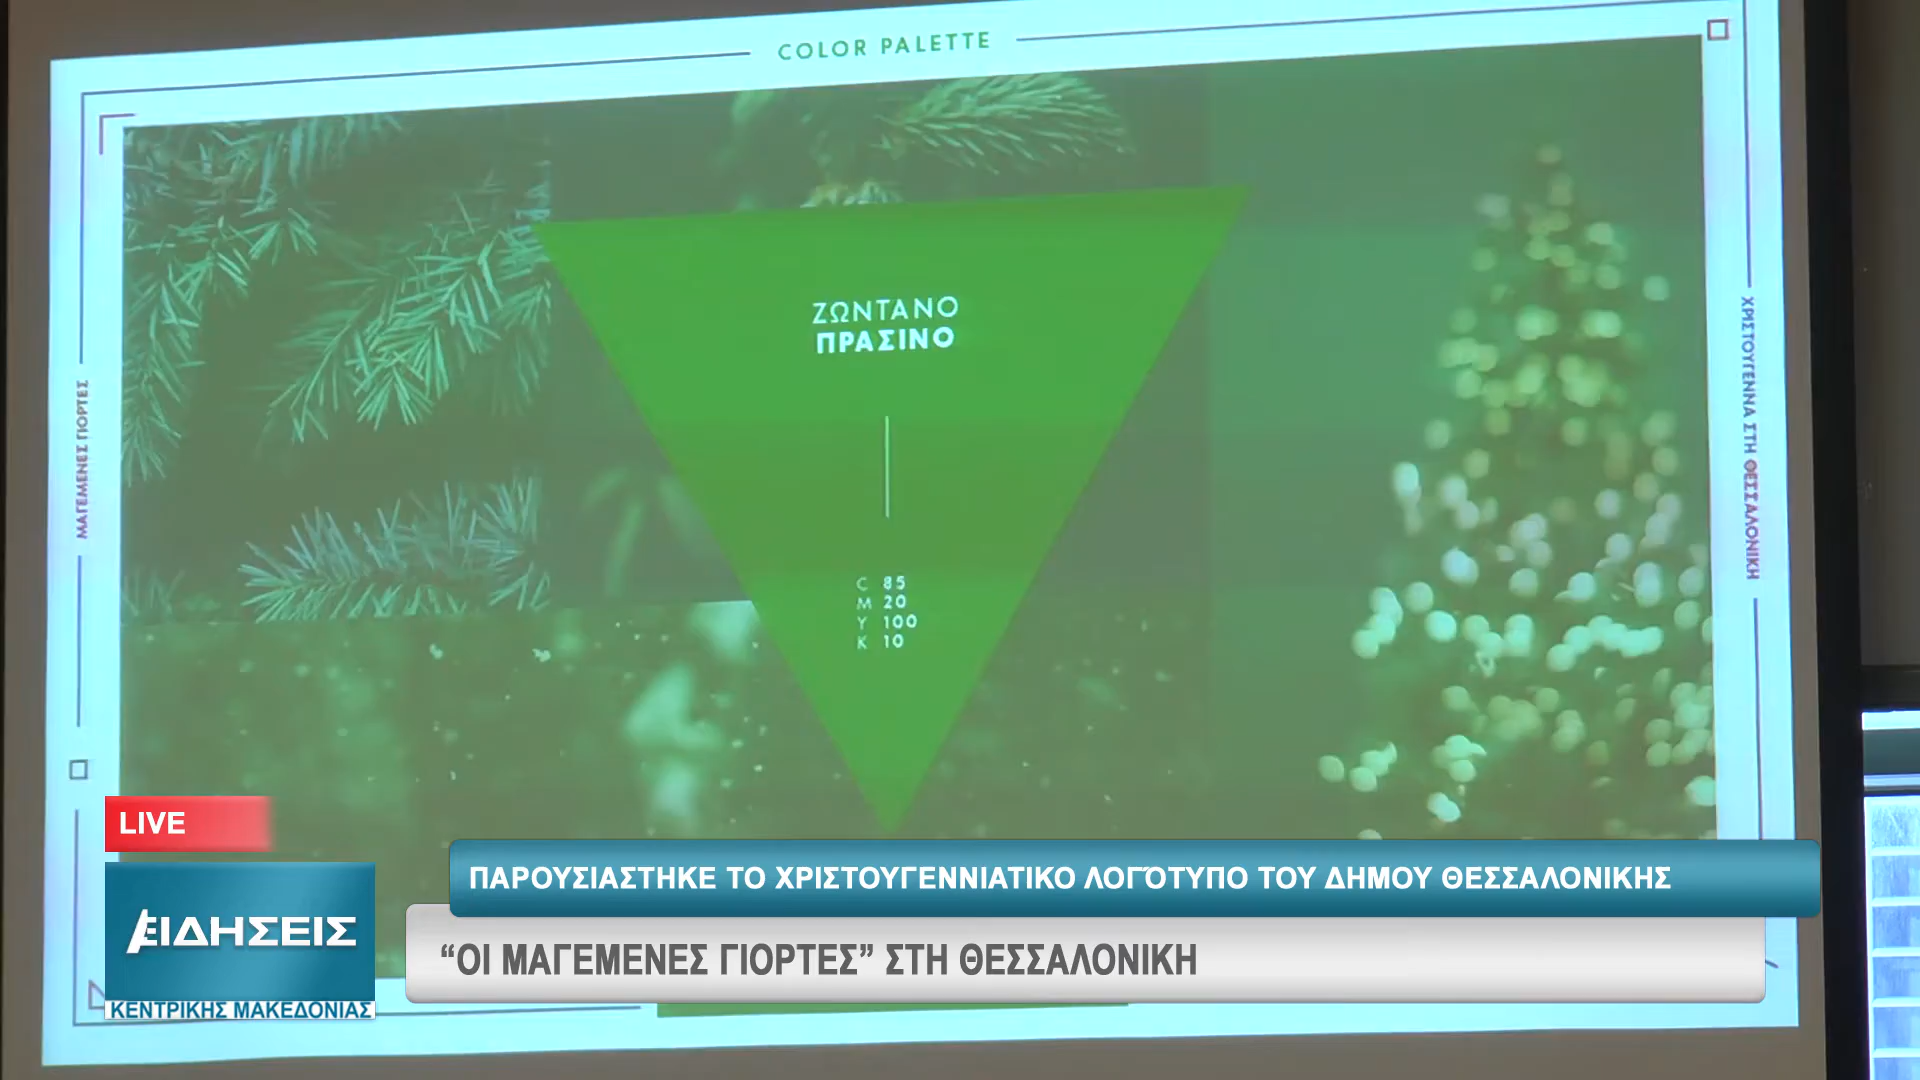 COLOR PALETTE
ΖΩΝΤΑΝΟ
ΠΡΑΣΙΝΟ
C 85
M 20
Y 100
K 10
ΜΑΓΕΜΕΝΕΣ ΓΙΟΡΤΕΣ
ΧΡΙΣΤΟΥΓΕΝΝΑ ΣΤΗ ΘΕΣΣΑΛΟΝΙΚΗ
LIVE
ΕΙΔΗΣΕΙΣ
ΚΕΝΤΡΙΚΗΣ ΜΑΚΕΔΟΝΙΑΣ
ΠΑΡΟΥΣΙΑΣΤΗΚΕ ΤΟ ΧΡΙΣΤΟΥΓΕΝΝΙΑΤΙΚΟ ΛΟΓΌΤΥΠΟ ΤΟΥ ΔΗΜΟΥ ΘΕΣΣΑΛΟΝΙΚΗΣ
“ΟΙ ΜΑΓΕΜΕΝΕΣ ΓΙΟΡΤΕΣ” ΣΤΗ ΘΕΣΣΑΛΟΝΙΚΗ